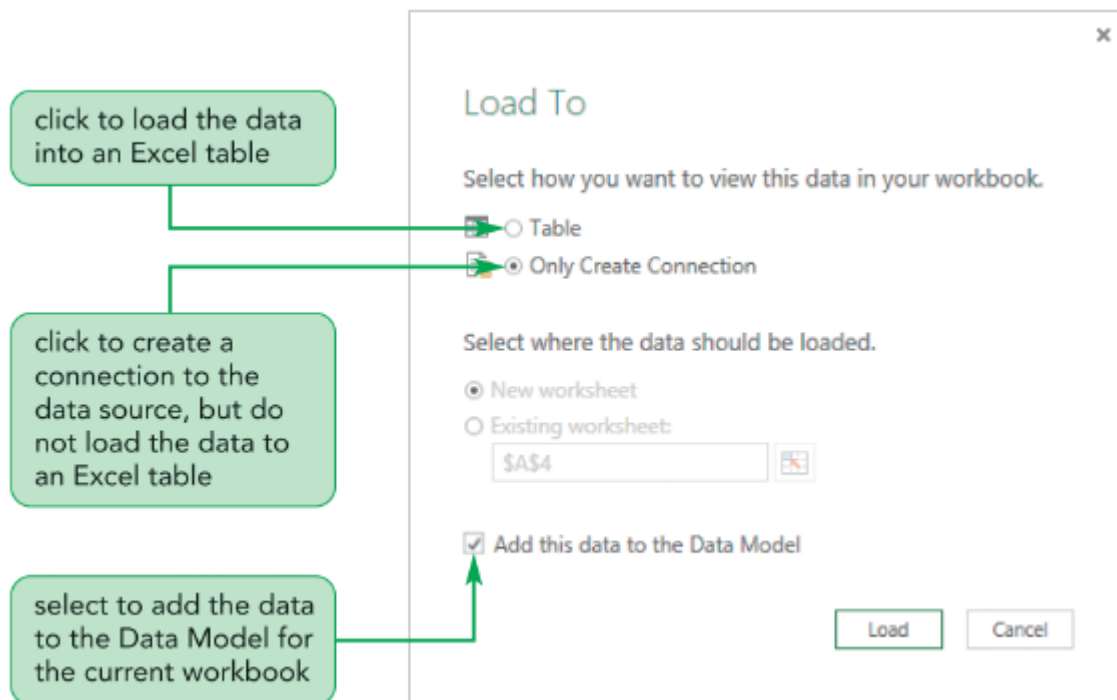 ×
Load To
click to load the data
into an Excel table
Select how you want to view this data in your workbook.
Table
Only Create Connection
click to create a
connection to the
data source, but do
not load the data to
an Excel table
Select where the data should be loaded.
New worksheet
Existing worksheet:
$A$4
Add this data to the Data Model
select to add the data
to the Data Model for
the current workbook
Load
Cancel